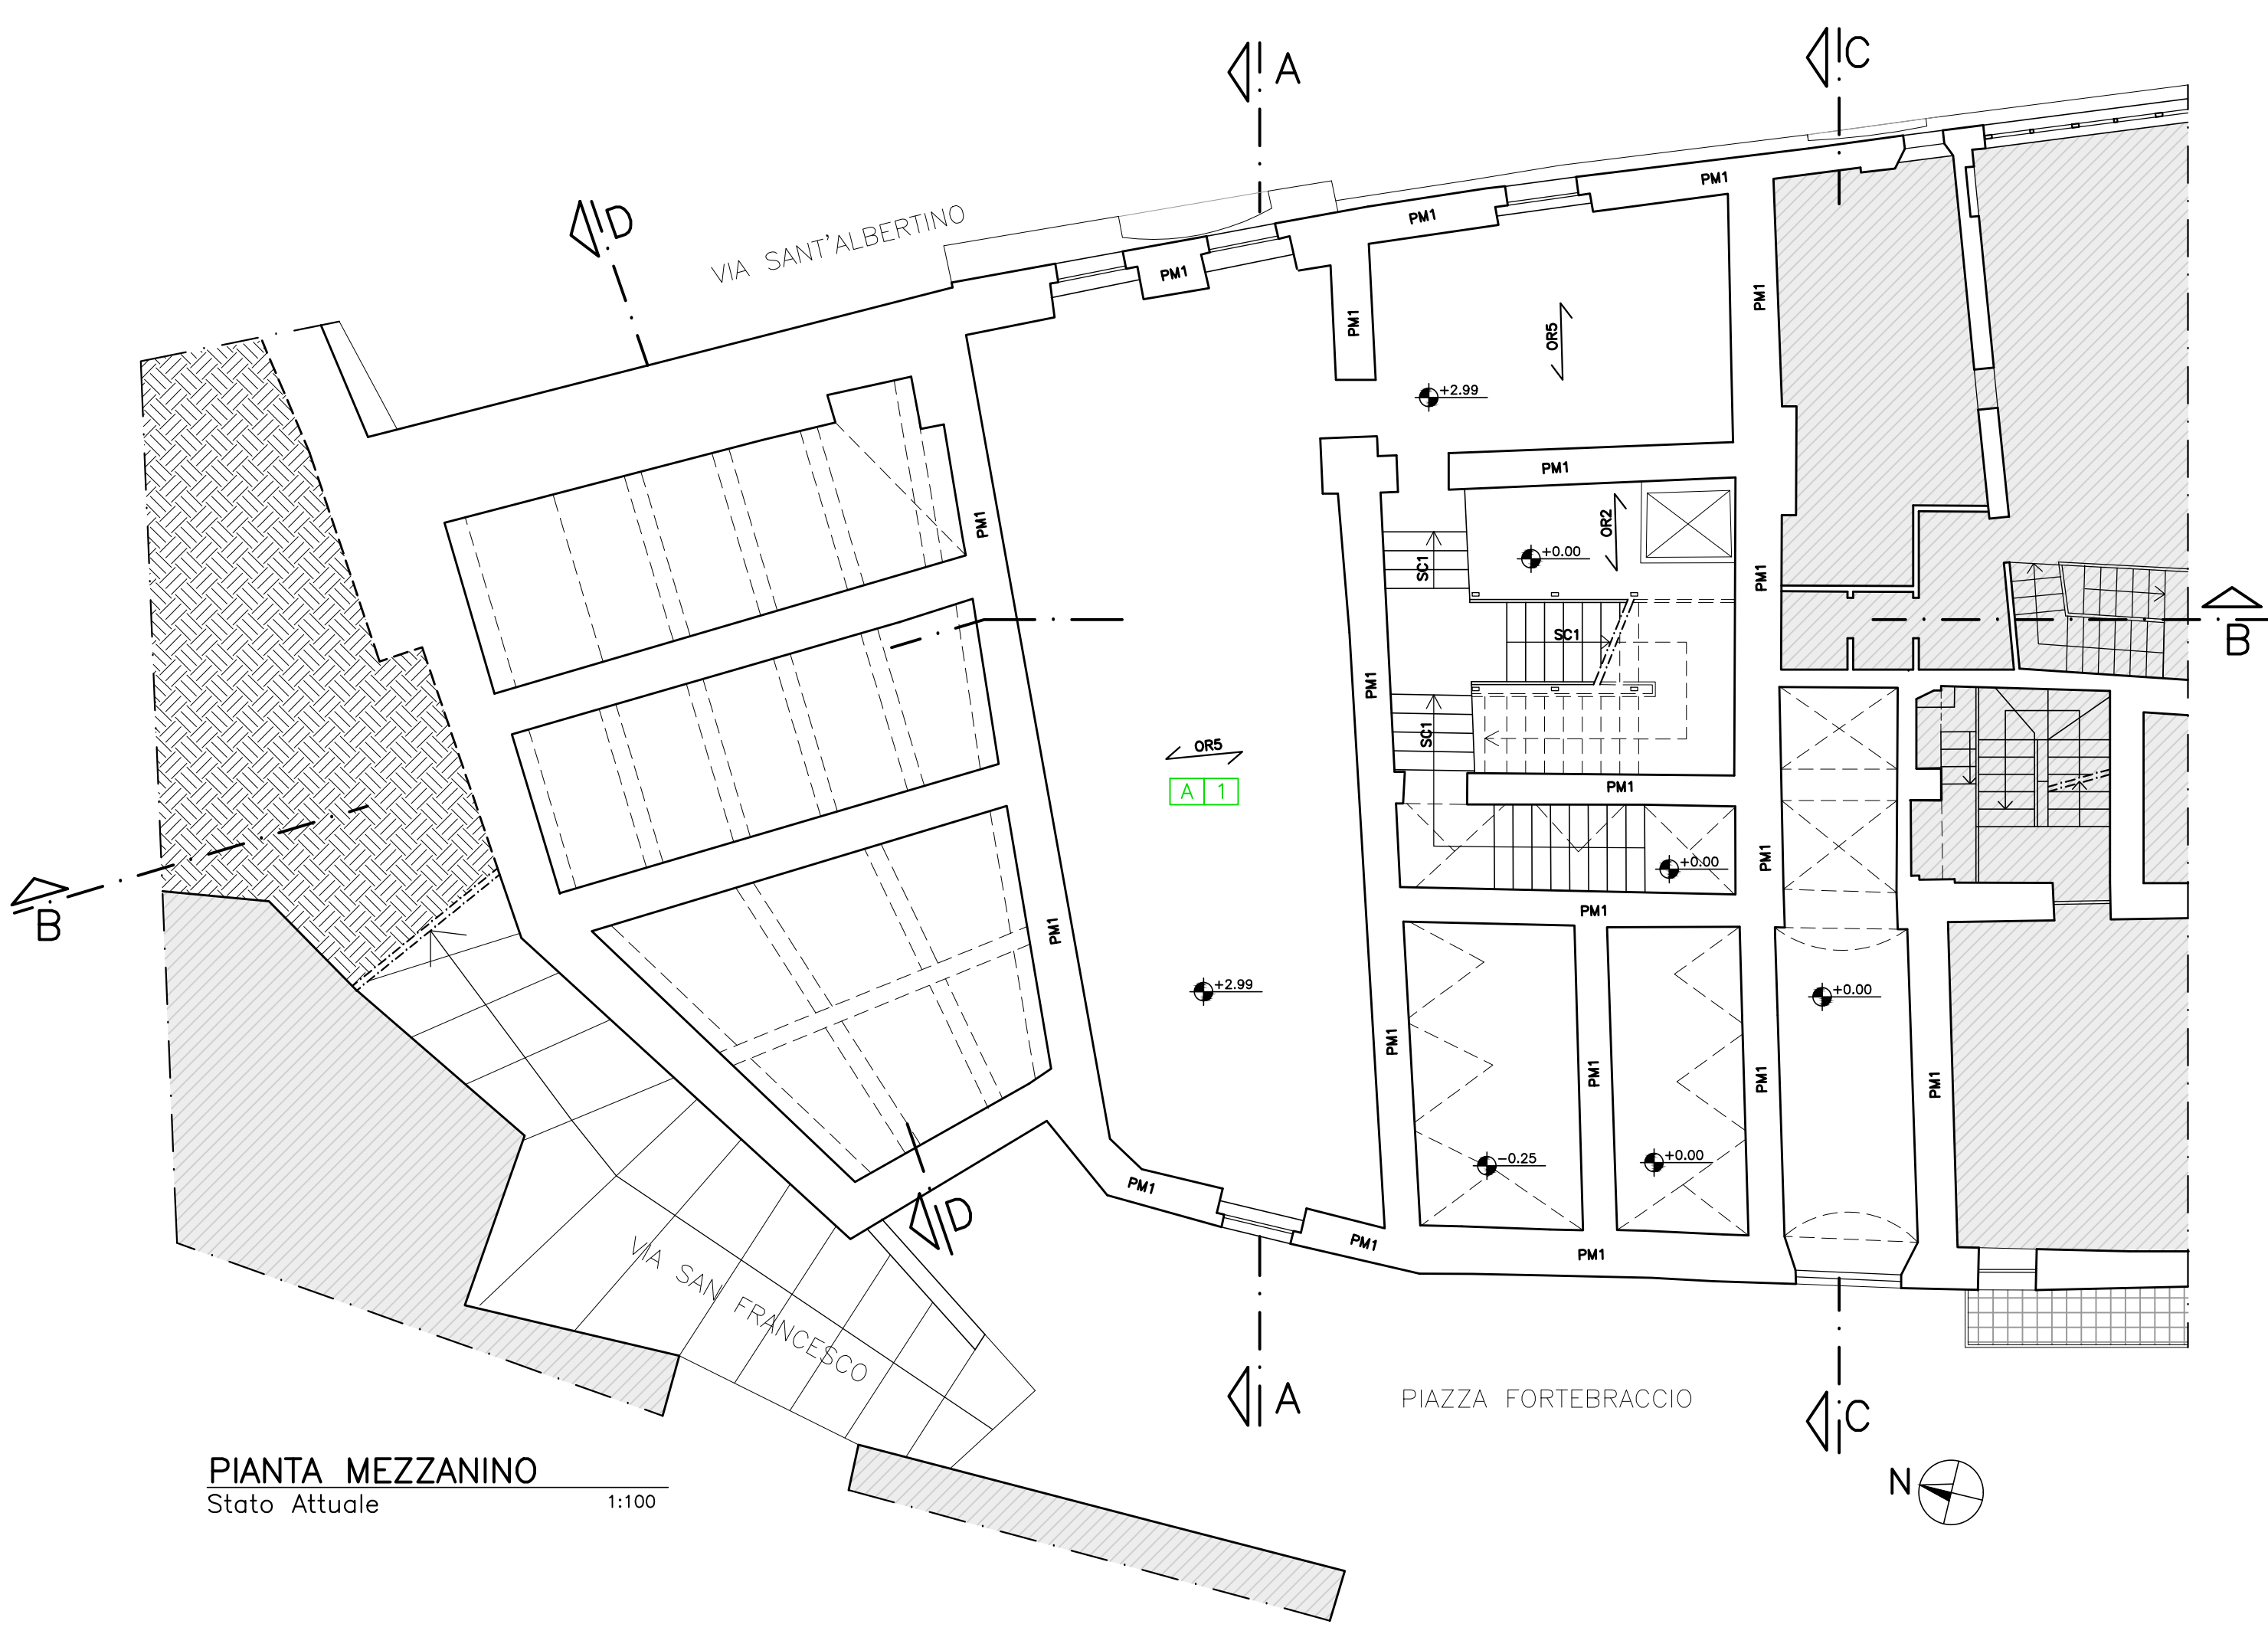 C
A
D
VIA SANT'ALBERTINO
PM1
PM1
PM1
PM1
PM1
OR5
+2.99
PM1
PM1
OR2
+0.00
SC1
PM1
SC1
B
PM1
SC1
OR5
A 1
PM1
+0.00
PM1
B
PM1
PM1
+2.99
+0.00
PM1
PM1
PM1
PM1
-0.25
+0.00
PM1
D
PM1
PM1
VIA SAN FRANCESCO
A
PIAZZA FORTEBRACCIO
C
PIANTA MEZZANINO
Stato Attuale 1:100
N